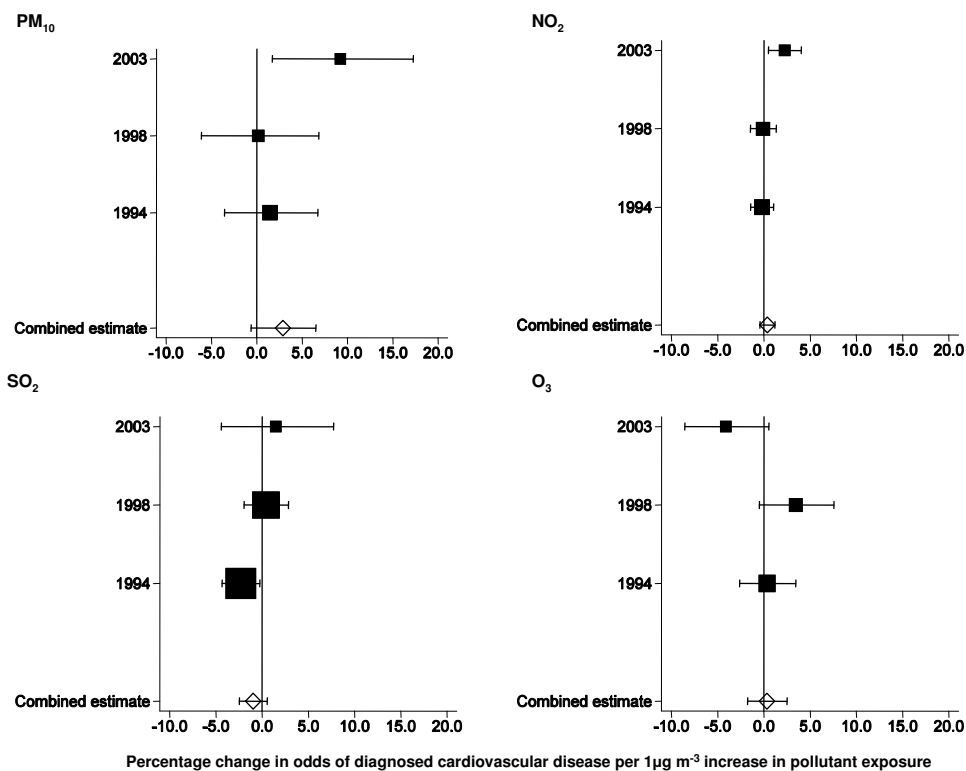 PM₁₀
2003
1998
1994
Combined estimate
-10.0 -5.0 0.0 5.0 10.0 15.0 20.0
NO₂
2003
1998
1994
Combined estimate
-10.0 -5.0 0.0 5.0 10.0 15.0 20.0
SO₂
2003
1998
1994
Combined estimate
-10.0 -5.0 0.0 5.0 10.0 15.0 20.0
O₃
2003
1998
1994
Combined estimate
-10.0 -5.0 0.0 5.0 10.0 15.0 20.0
Percentage change in odds of diagnosed cardiovascular disease per 1µg m⁻³ increase in pollutant exposure